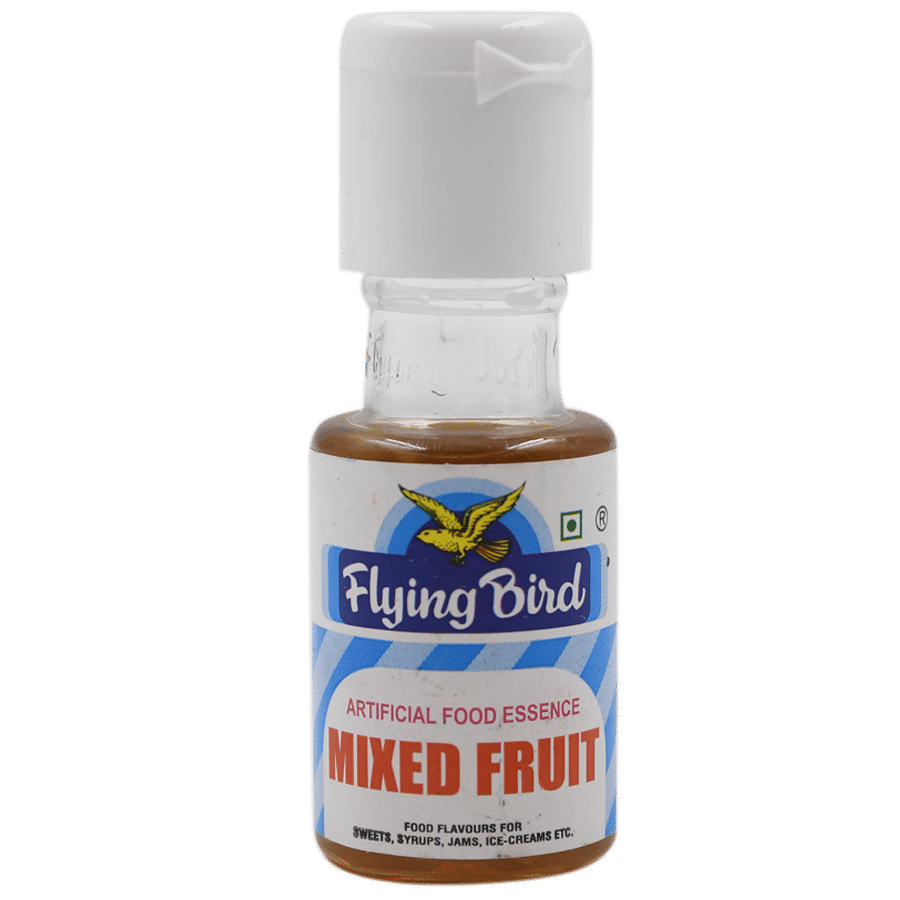 ®
Flying Bird
ARTIFICIAL FOOD ESSENCE
MIXED FRUIT
FOOD FLAVOURS FOR
SWEETS, SYRUPS, JAMS, ICE-CREAMS ETC.